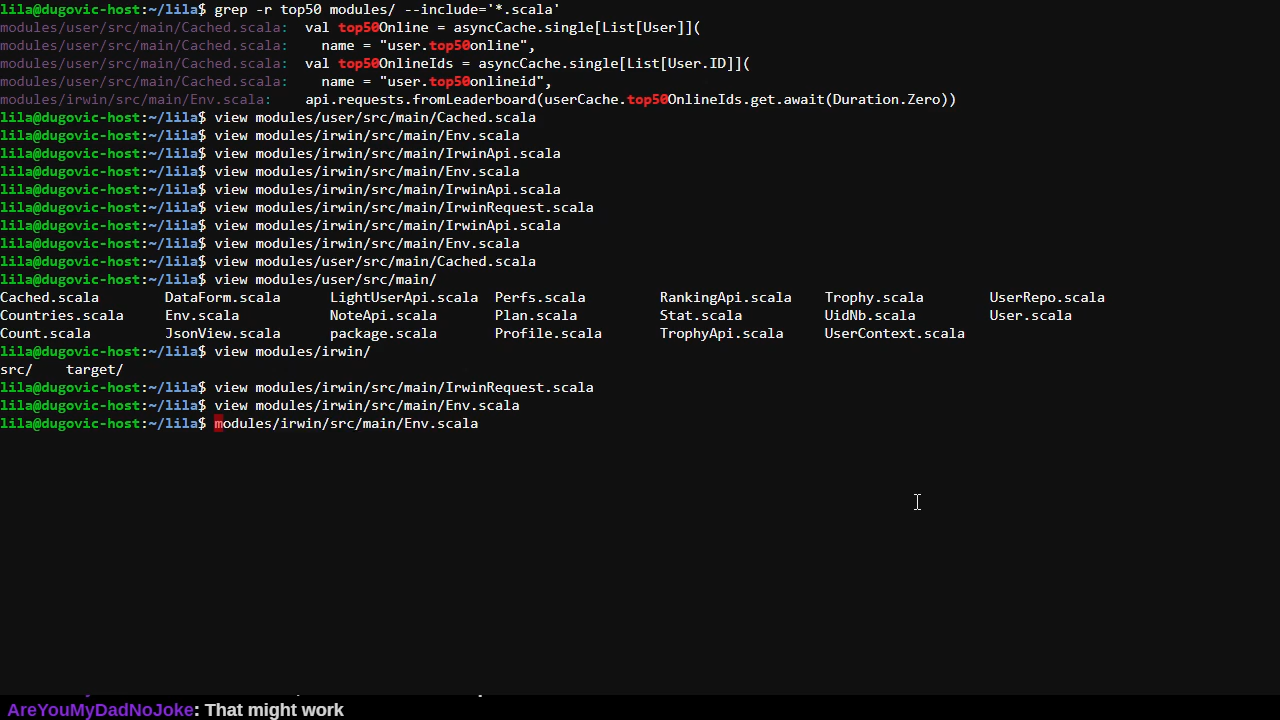 lila@dugovic-host:~/lila$ grep -r top50 modules/ --include='*.scala'
modules/user/src/main/Cached.scala:  val top50Online = asyncCache.single[List[User]](
modules/user/src/main/Cached.scala:    name = "user.top50online",
modules/user/src/main/Cached.scala:  val top50OnlineIds = asyncCache.single[List[User.ID]](
modules/user/src/main/Cached.scala:    name = "user.top50onlineid",
modules/irwin/src/main/Env.scala:    api.requests.fromLeaderboard(userCache.top50OnlineIds.get.await(Duration.Zero))
lila@dugovic-host:~/lila$ view modules/user/src/main/Cached.scala
lila@dugovic-host:~/lila$ view modules/irwin/src/main/Env.scala
lila@dugovic-host:~/lila$ view modules/irwin/src/main/IrwinApi.scala
lila@dugovic-host:~/lila$ view modules/irwin/src/main/Env.scala
lila@dugovic-host:~/lila$ view modules/irwin/src/main/IrwinApi.scala
lila@dugovic-host:~/lila$ view modules/irwin/src/main/IrwinRequest.scala
lila@dugovic-host:~/lila$ view modules/irwin/src/main/IrwinApi.scala
lila@dugovic-host:~/lila$ view modules/irwin/src/main/Env.scala
lila@dugovic-host:~/lila$ view modules/user/src/main/Cached.scala
lila@dugovic-host:~/lila$ view modules/user/src/main/
Cached.scala        DataForm.scala      LightUserApi.scala  Perfs.scala         RankingApi.scala    Trophy.scala        UserRepo.scala
Countries.scala     Env.scala           NoteApi.scala       Plan.scala          Stat.scala          UidNb.scala         User.scala
Count.scala         JsonView.scala      package.scala       Profile.scala       TrophyApi.scala     UserContext.scala
lila@dugovic-host:~/lila$ view modules/irwin/
src/    target/
lila@dugovic-host:~/lila$ view modules/irwin/src/main/IrwinRequest.scala
lila@dugovic-host:~/lila$ view modules/irwin/src/main/Env.scala
lila@dugovic-host:~/lila$ modules/irwin/src/main/Env.scala
AreYouMyDadNoJoke: That might work